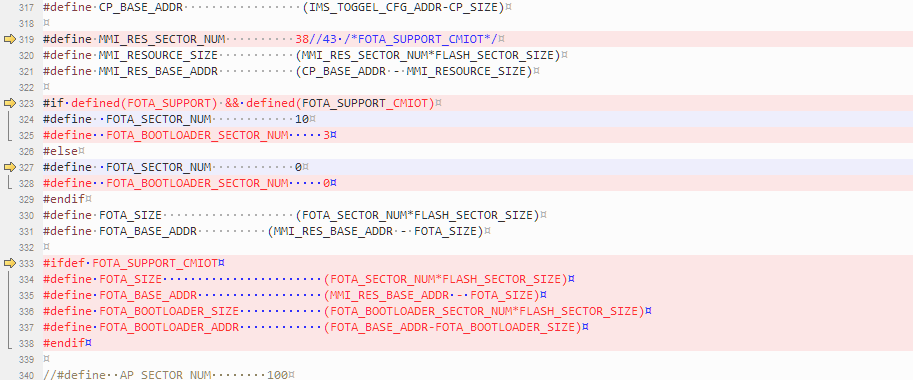 317 #define CP_BASE_ADDR (IMS_TOGGEL_CFG_ADDR-CP_SIZE)
318
319 #define MMI_RES_SECTOR_NUM 38//43 /*FOTA_SUPPORT_CMIOT*/
320 #define MMI_RESOURCE_SIZE (MMI_RES_SECTOR_NUM*FLASH_SECTOR_SIZE)
321 #define MMI_RES_BASE_ADDR (CP_BASE_ADDR - MMI_RESOURCE_SIZE)
322
323 #if defined(FOTA_SUPPORT) && defined(FOTA_SUPPORT_CMIOT)
324 #define FOTA_SECTOR_NUM 10
325 #define FOTA_BOOTLOADER_SECTOR_NUM 3
326 #else
327 #define FOTA_SECTOR_NUM 0
328 #define FOTA_BOOTLOADER_SECTOR_NUM 0
329 #endif
330 #define FOTA_SIZE (FOTA_SECTOR_NUM*FLASH_SECTOR_SIZE)
331 #define FOTA_BASE_ADDR (MMI_RES_BASE_ADDR - FOTA_SIZE)
332
333 #ifdef FOTA_SUPPORT_CMIOT
334 #define FOTA_SIZE (FOTA_SECTOR_NUM*FLASH_SECTOR_SIZE)
335 #define FOTA_BASE_ADDR (MMI_RES_BASE_ADDR - FOTA_SIZE)
336 #define FOTA_BOOTLOADER_SIZE (FOTA_BOOTLOADER_SECTOR_NUM*FLASH_SECTOR_SIZE)
337 #define FOTA_BOOTLOADER_ADDR (FOTA_BASE_ADDR-FOTA_BOOTLOADER_SIZE)
338 #endif
339
340 //#define AP_SECTOR_NUM 100